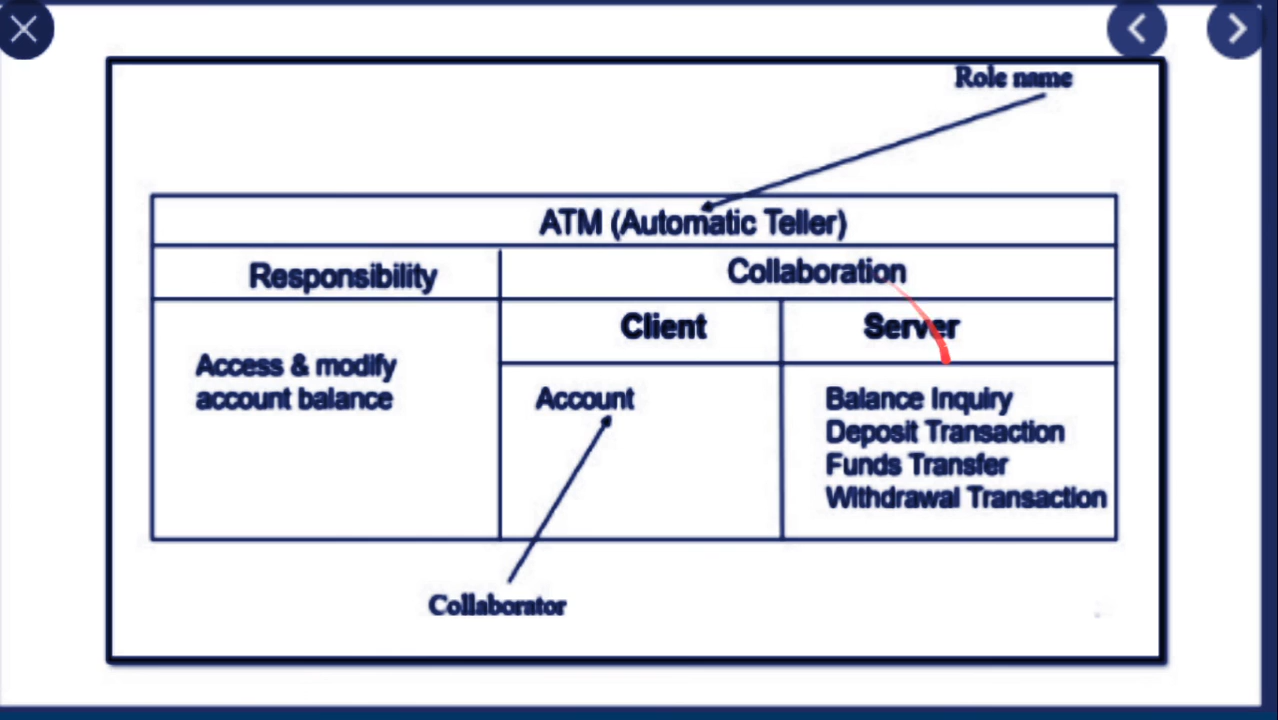 Role name
ATM (Automatic Teller)
Responsibility
Collaboration
Client
Server
Access & modify
account balance
Account
Balance Inquiry
Deposit Transaction
Funds Transfer
Withdrawal Transaction
Collaborator